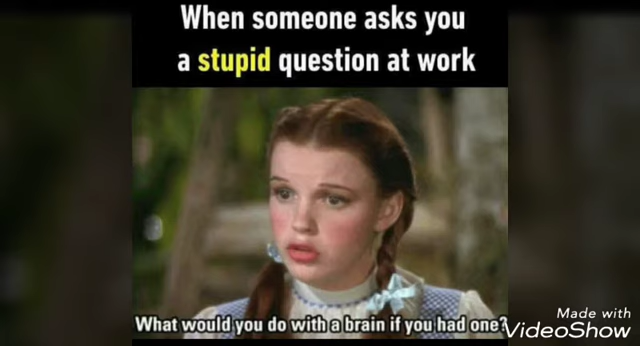 When someone asks you
a stupid question at work
What would you do with a brain if you had one?
Made with
VideoShow